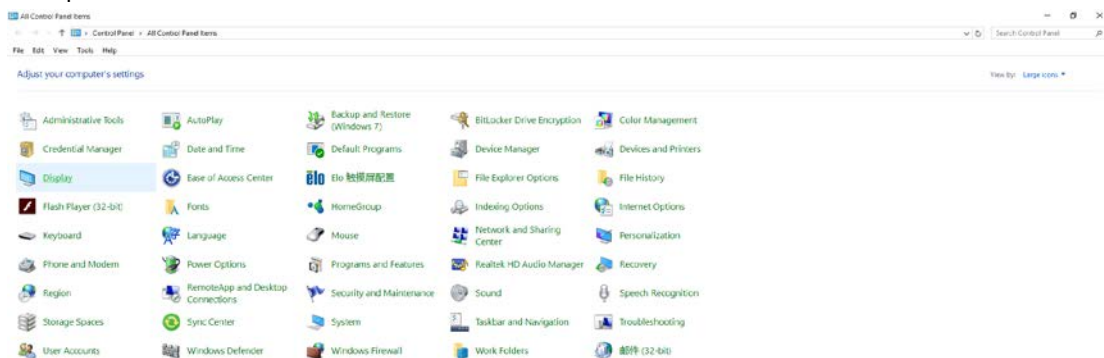 All Control Panel Items
Control Panel › All Control Panel Items
Search Control Panel
File Edit View Tools Help
Adjust your computer's settings
View by: Large icons
Administrative Tools
AutoPlay
Backup and Restore
(Windows 7)
BitLocker Drive Encryption
Color Management
Credential Manager
Date and Time
Default Programs
Device Manager
Devices and Printers
Display
Ease of Access Center
elo
Elo 触摸屏配置
File Explorer Options
File History
Flash Player (32-bit)
Fonts
HomeGroup
Indexing Options
Internet Options
Keyboard
Language
Mouse
Network and Sharing
Center
Personalization
Phone and Modem
Power Options
Programs and Features
Realtek HD Audio Manager
Recovery
Region
RemoteApp and Desktop
Connections
Security and Maintenance
Sound
Speech Recognition
Storage Spaces
Sync Center
System
Taskbar and Navigation
Troubleshooting
User Accounts
Windows Defender
Windows Firewall
Work Folders
邮件 (32-bit)